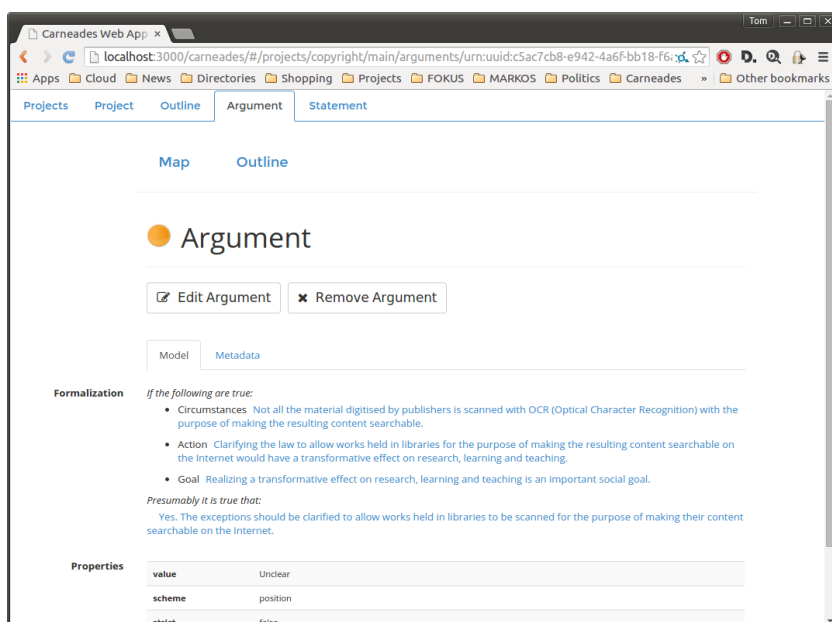 Tom
Carneades Web App ×
localhost:3000/carneades/#/projects/copyright/main/arguments/urn:uuid:c5ac7cb8-e942-4a6f-bb18-f6
Apps Cloud News Directories Shopping Projects FOKUS MARKOS Politics Carneades » Other bookmarks
Projects Project Outline Argument Statement
Map Outline
Argument
Edit Argument Remove Argument
Model Metadata
Formalization If the following are true:
• Circumstances Not all the material digitised by publishers is scanned with OCR (Optical Character Recognition) with the
purpose of making the resulting content searchable.
• Action Clarifying the law to allow works held in libraries for the purpose of making the resulting content searchable on
the Internet would have a transformative effect on research, learning and teaching.
• Goal Realizing a transformative effect on research, learning and teaching is an important social goal.
Presumably it is true that:
Yes. The exceptions should be clarified to allow works held in libraries to be scanned for the purpose of making their content
searchable on the Internet.
Properties
value Unclear
scheme position
strict false